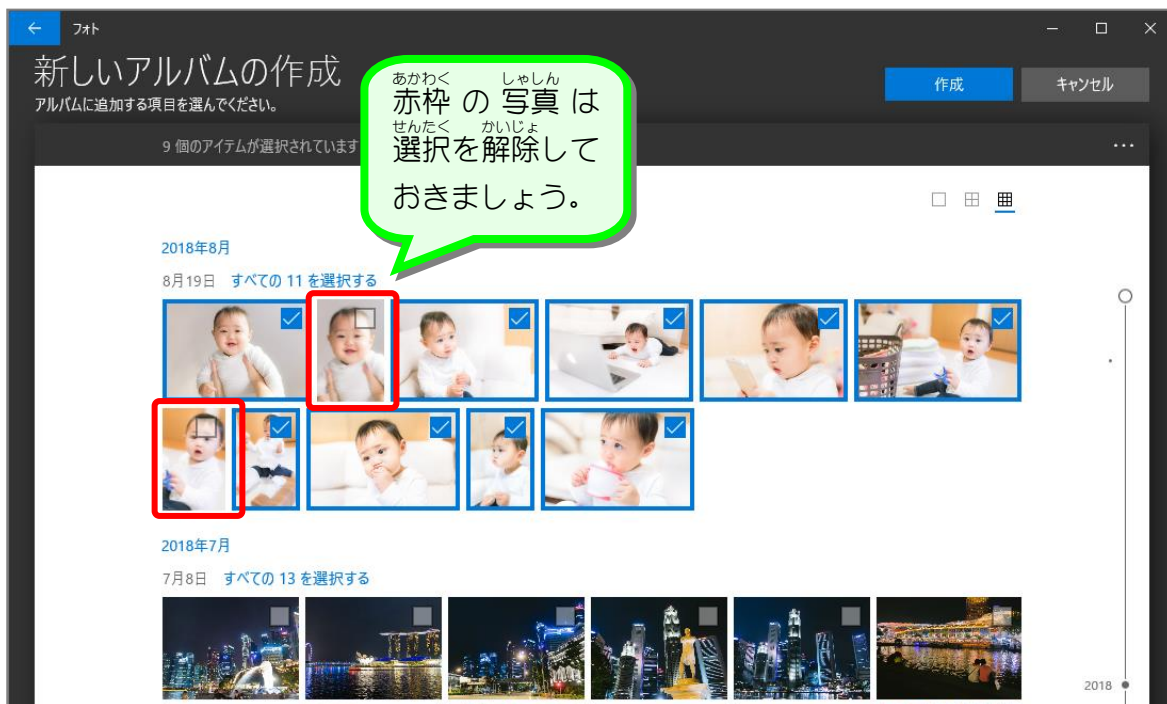 フォト
新しいアルバムの作成
アルバムに追加する項目を選んでください。
作成
キャンセル
9 個のアイテムが選択されています
あかわく しゃしん
赤枠 の 写真 は
せんたく かいじょ
選択を解除して
おきましょう。
2018年8月
8月19日 すべての 11 を選択する
2018年7月
7月8日 すべての 13 を選択する
2018